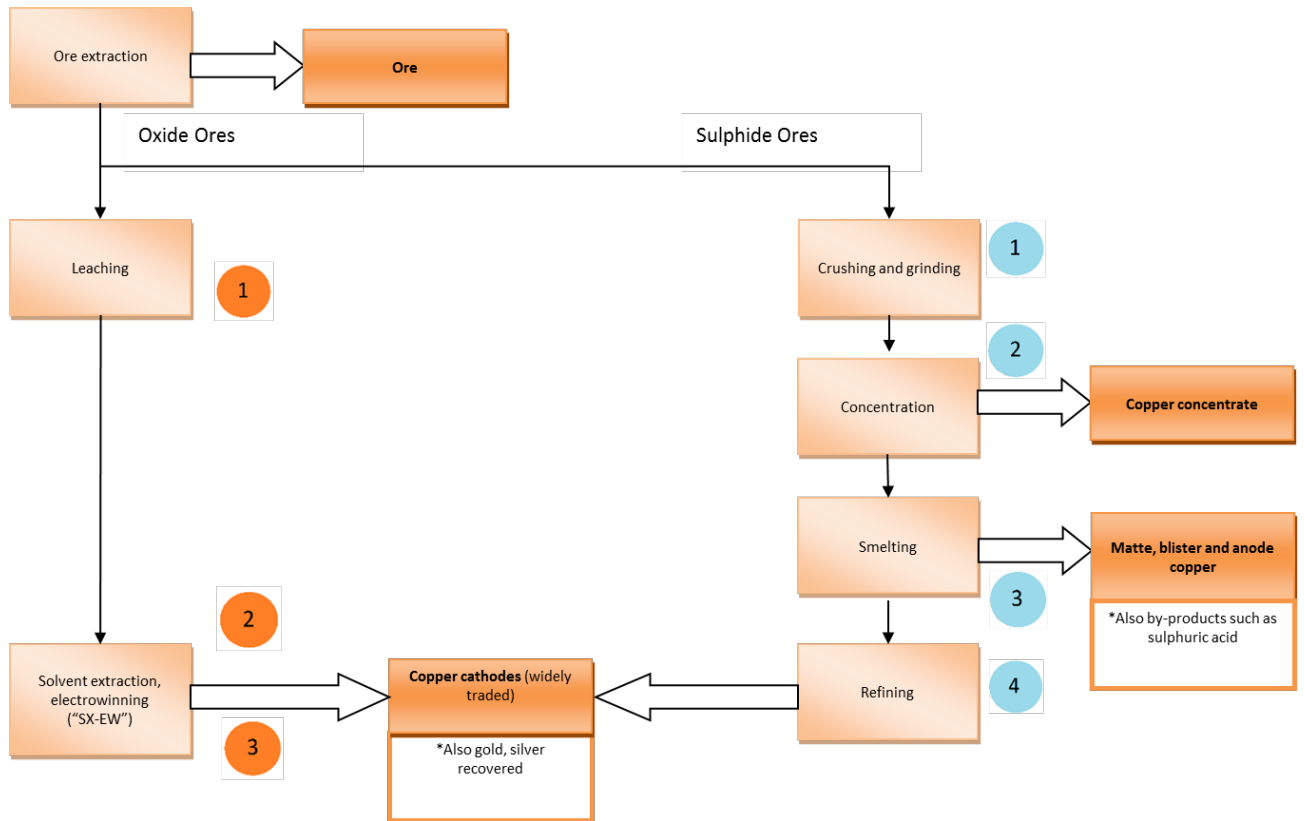 Ore extraction
Ore
Oxide Ores
Sulphide Ores
Leaching
1
Crushing and grinding
1
2
Concentration
Copper concentrate
Smelting
Matte, blister and anode
copper
3
*Also by-products such as
sulphuric acid
2
Solvent extraction,
electrowinning
(“SX-EW”)
3
Copper cathodes (widely
traded)
*Also gold, silver
recovered
Refining
4